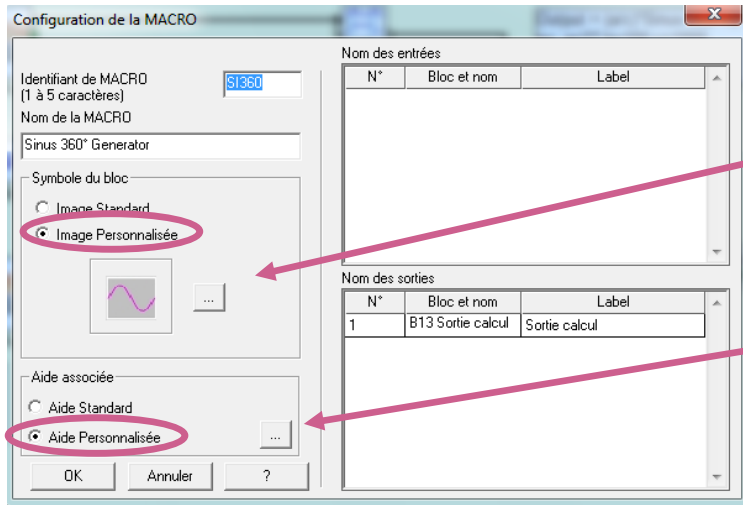 Configuration de la MACRO
Identifiant de MACRO
(1 à 5 caractères)
SI360
Nom de la MACRO
Sinus 360° Generator
Symbole du bloc
Image Standard
Image Personnalisée
...
Aide associée
Aide Standard
Aide Personnalisée
...
OK Annuler ?
Nom des entrées
N° Bloc et nom Label
Nom des sorties
N° Bloc et nom Label
1 B13 Sortie calcul Sortie calcul